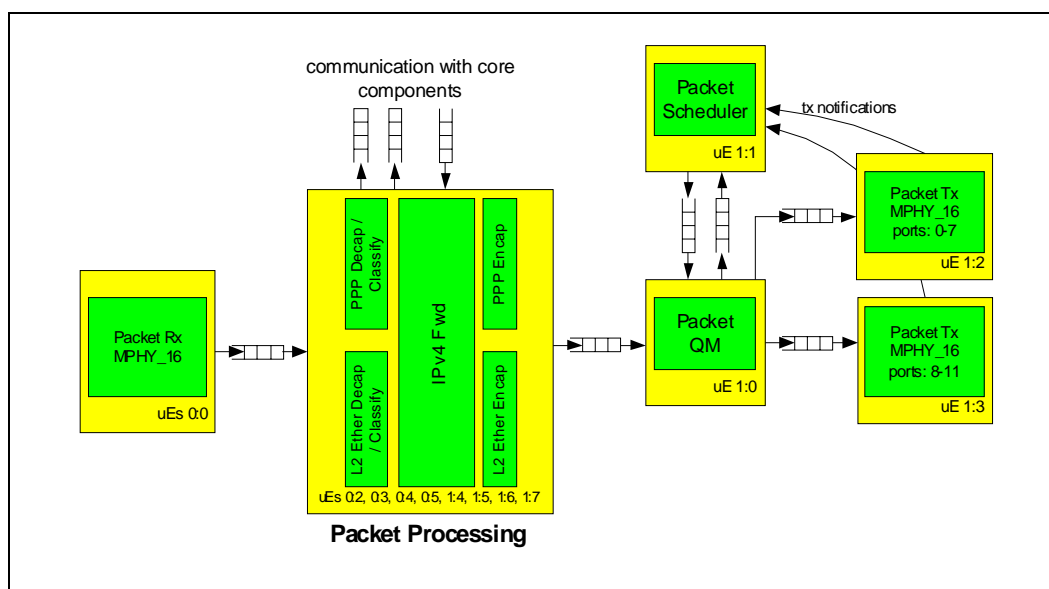 communication with core
components
Packet
Scheduler
uE 1:1
tx notifications
Packet Tx
MPHY_16
ports: 0-7
uE 1:2
Packet Rx
MPHY_16
uEs 0:0
PPP Decap /
Classify
L2 Ether Decap
/ Classify
IPv4 Fwd
PPP Encap
L2 Ether Encap
uEs 0:2, 0:3, 0:4, 0:5, 1:4, 1:5, 1:6, 1:7
Packet Processing
Packet
QM
uE 1:0
Packet Tx
MPHY_16
ports: 8-11
uE 1:3